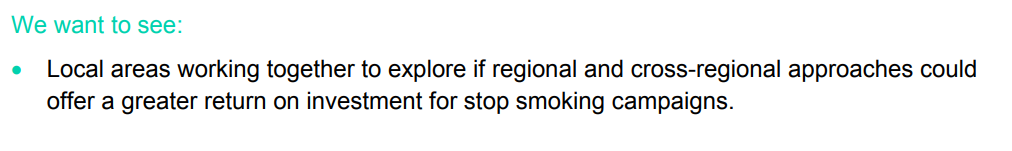 We want to see:
• Local areas working together to explore if regional and cross-regional approaches could
offer a greater return on investment for stop smoking campaigns.